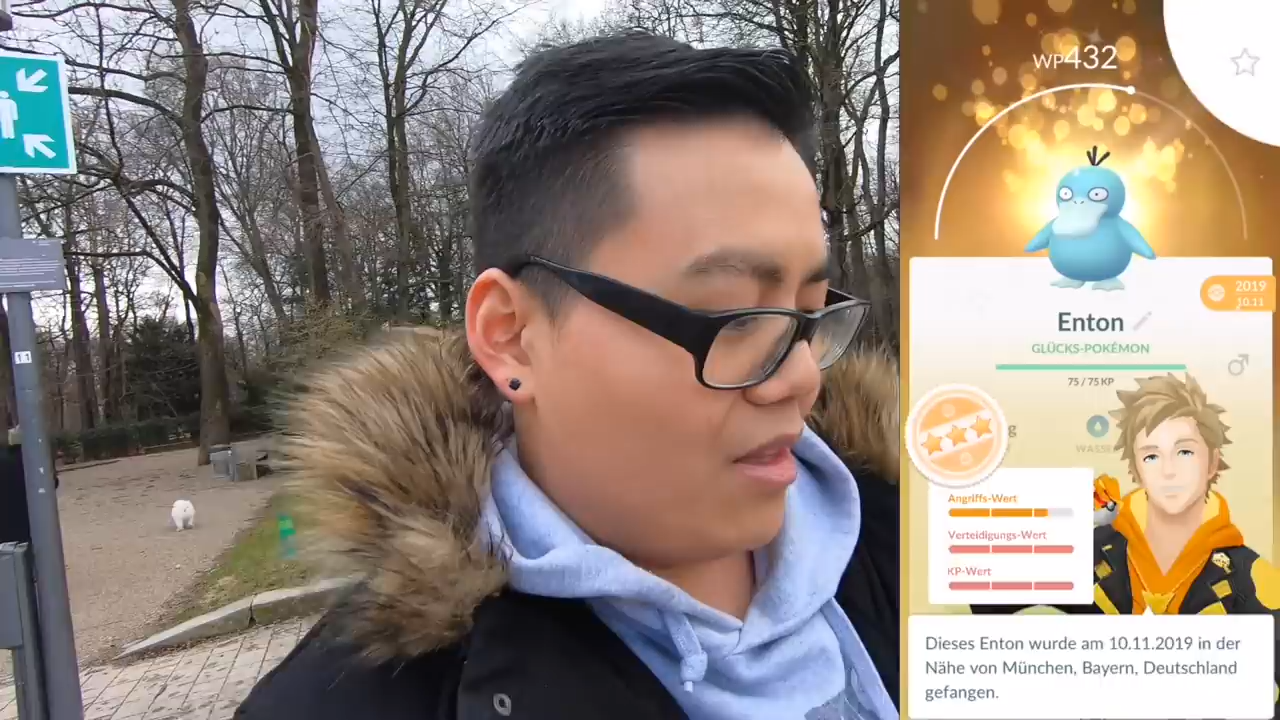 11
WP432
2019
10.11
Enton
GLÜCKS-POKÉMON
75 / 75 KP
g
WASSE
Angriffs-Wert
Verteidigungs-Wert
KP-Wert
Dieses Enton wurde am 10.11.2019 in der
Nähe von München, Bayern, Deutschland
gefangen.